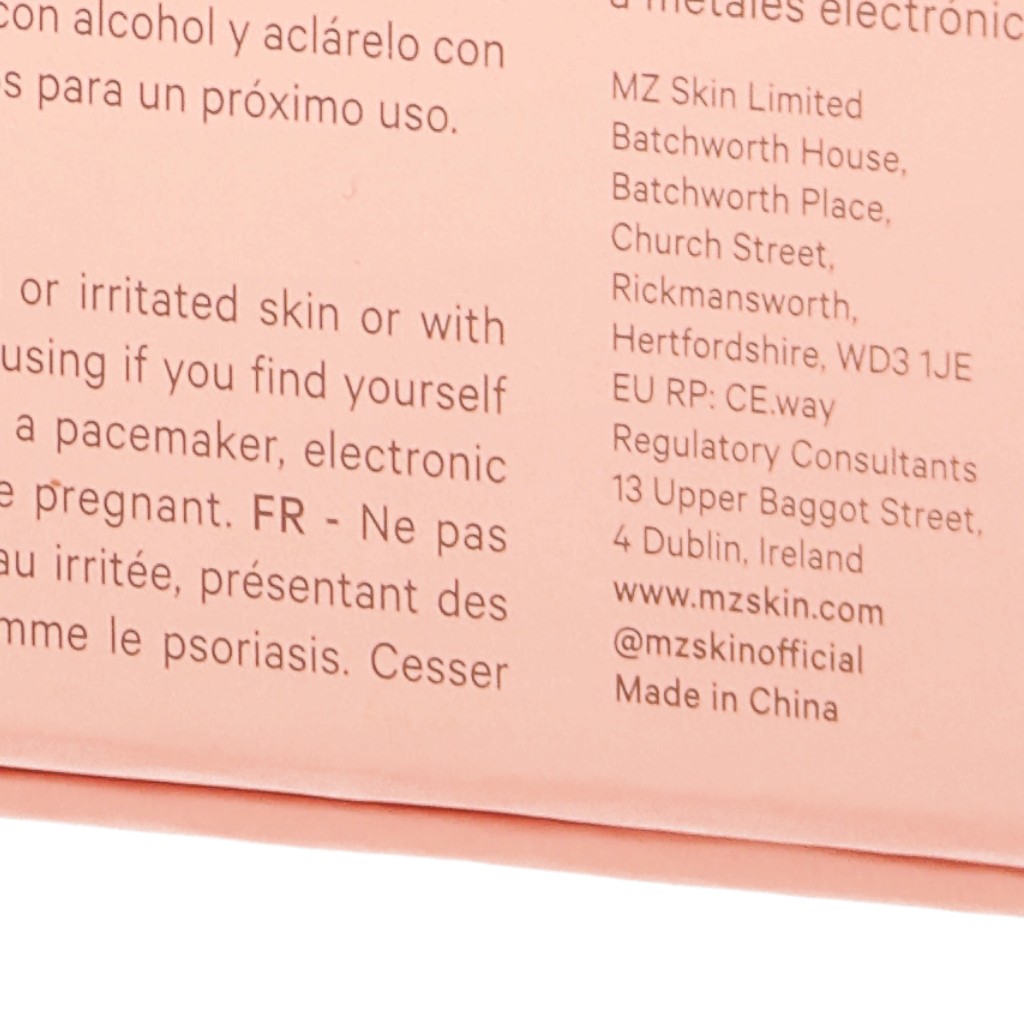 con alcohol y aclárelo con
para un próximo uso.
or irritated skin or with
using if you find yourself
a pacemaker, electronic
pregnant. FR - Ne pas
irritée, présentant des
le psoriasis. Cesser
a metales electrónic
MZ Skin Limited
Batchworth House,
Batchworth Place,
Church Street,
Rickmansworth,
Hertfordshire, WD3 1JE
EU RP: CE.way
Regulatory Consultants
13 Upper Baggot Street,
4 Dublin, Ireland
www.mzskin.com
@mzskinofficial
Made in China